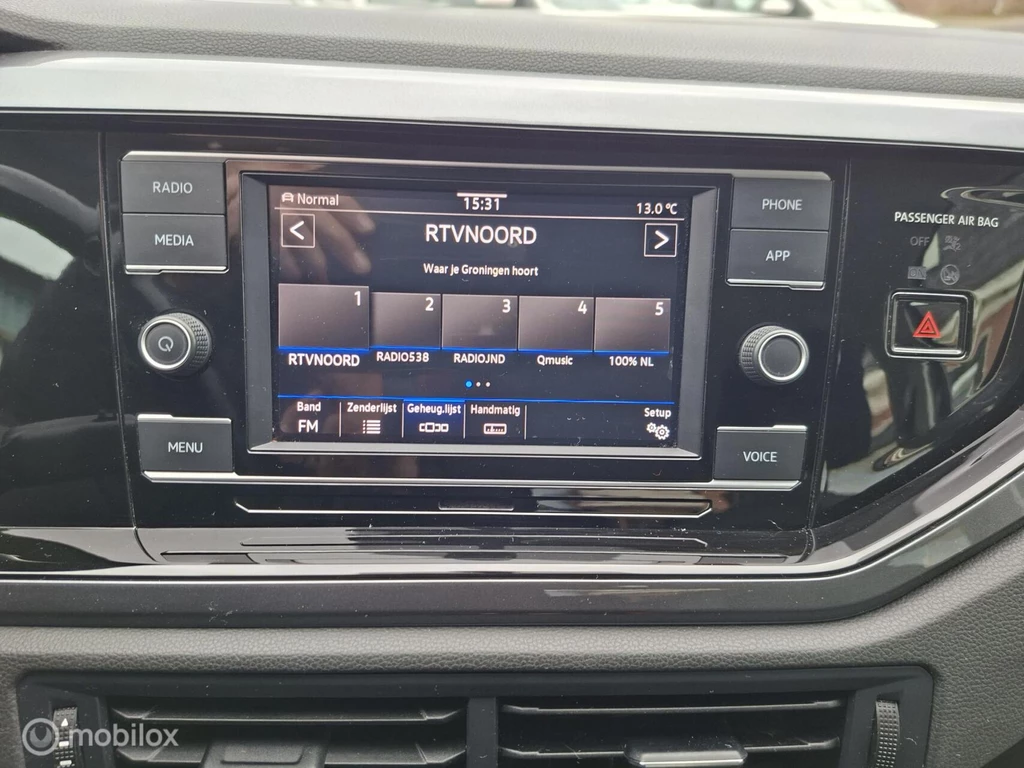 RADIO
MEDIA
MENU
Normal
15:31
13.0 °C
<
RTVNOORD
>
Waar je Groningen hoort
1 2 3 4 5
RTVNOORD RADIO538 RADIOJND Qmusic 100% NL
Band Zenderlijst Geheug.lijst Handmatig Setup
FM
PHONE
APP
VOICE
PASSENGER AIR BAG
OFF
mobilox